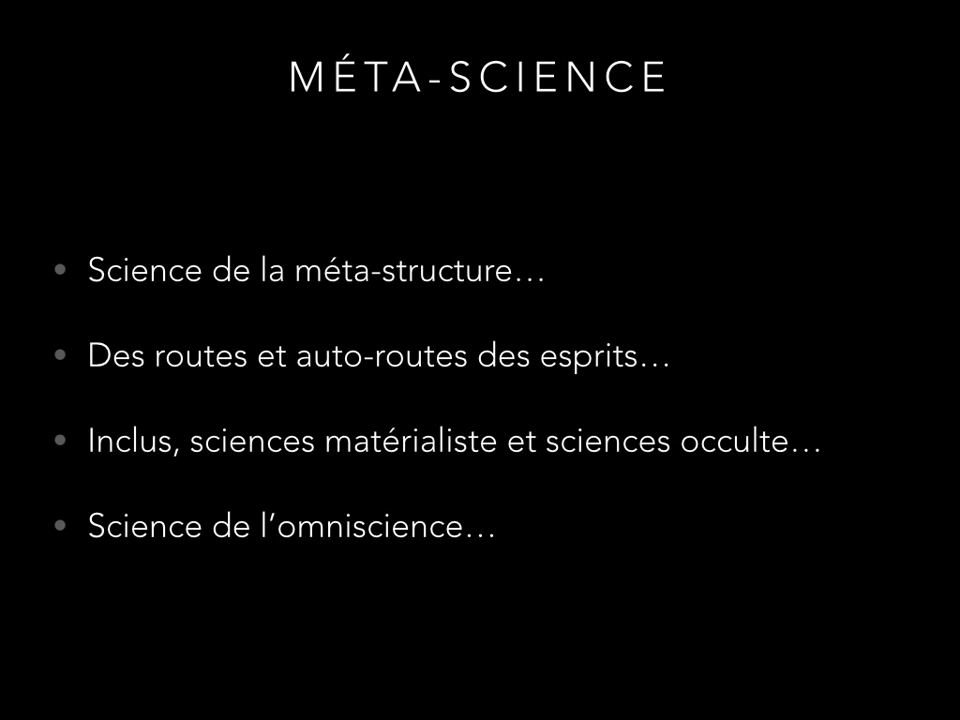 MÉTA-SCIENCE
• Science de la méta-structure…
• Des routes et auto-routes des esprits…
• Inclus, sciences matérialiste et sciences occulte…
• Science de l’omniscience…